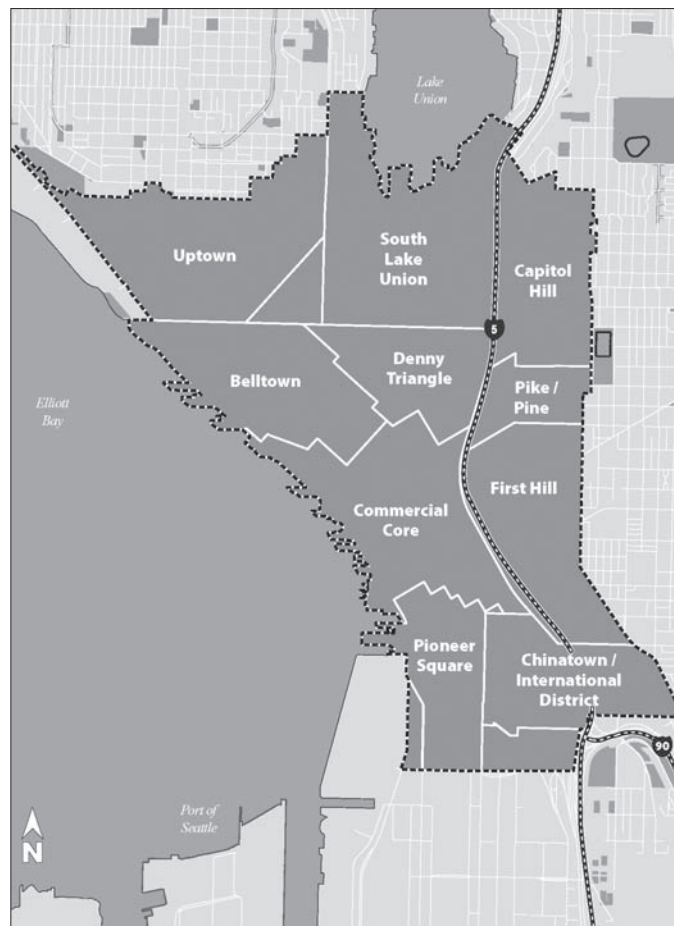 Lake
Union
Uptown
South
Lake
Union
Capitol
Hill
5
Belltown
Denny
Triangle
Pike /
Pine
Elliott
Bay
First Hill
Commercial
Core
Pioneer
Square
Chinatown /
International
District
90
Port of
Seattle
N